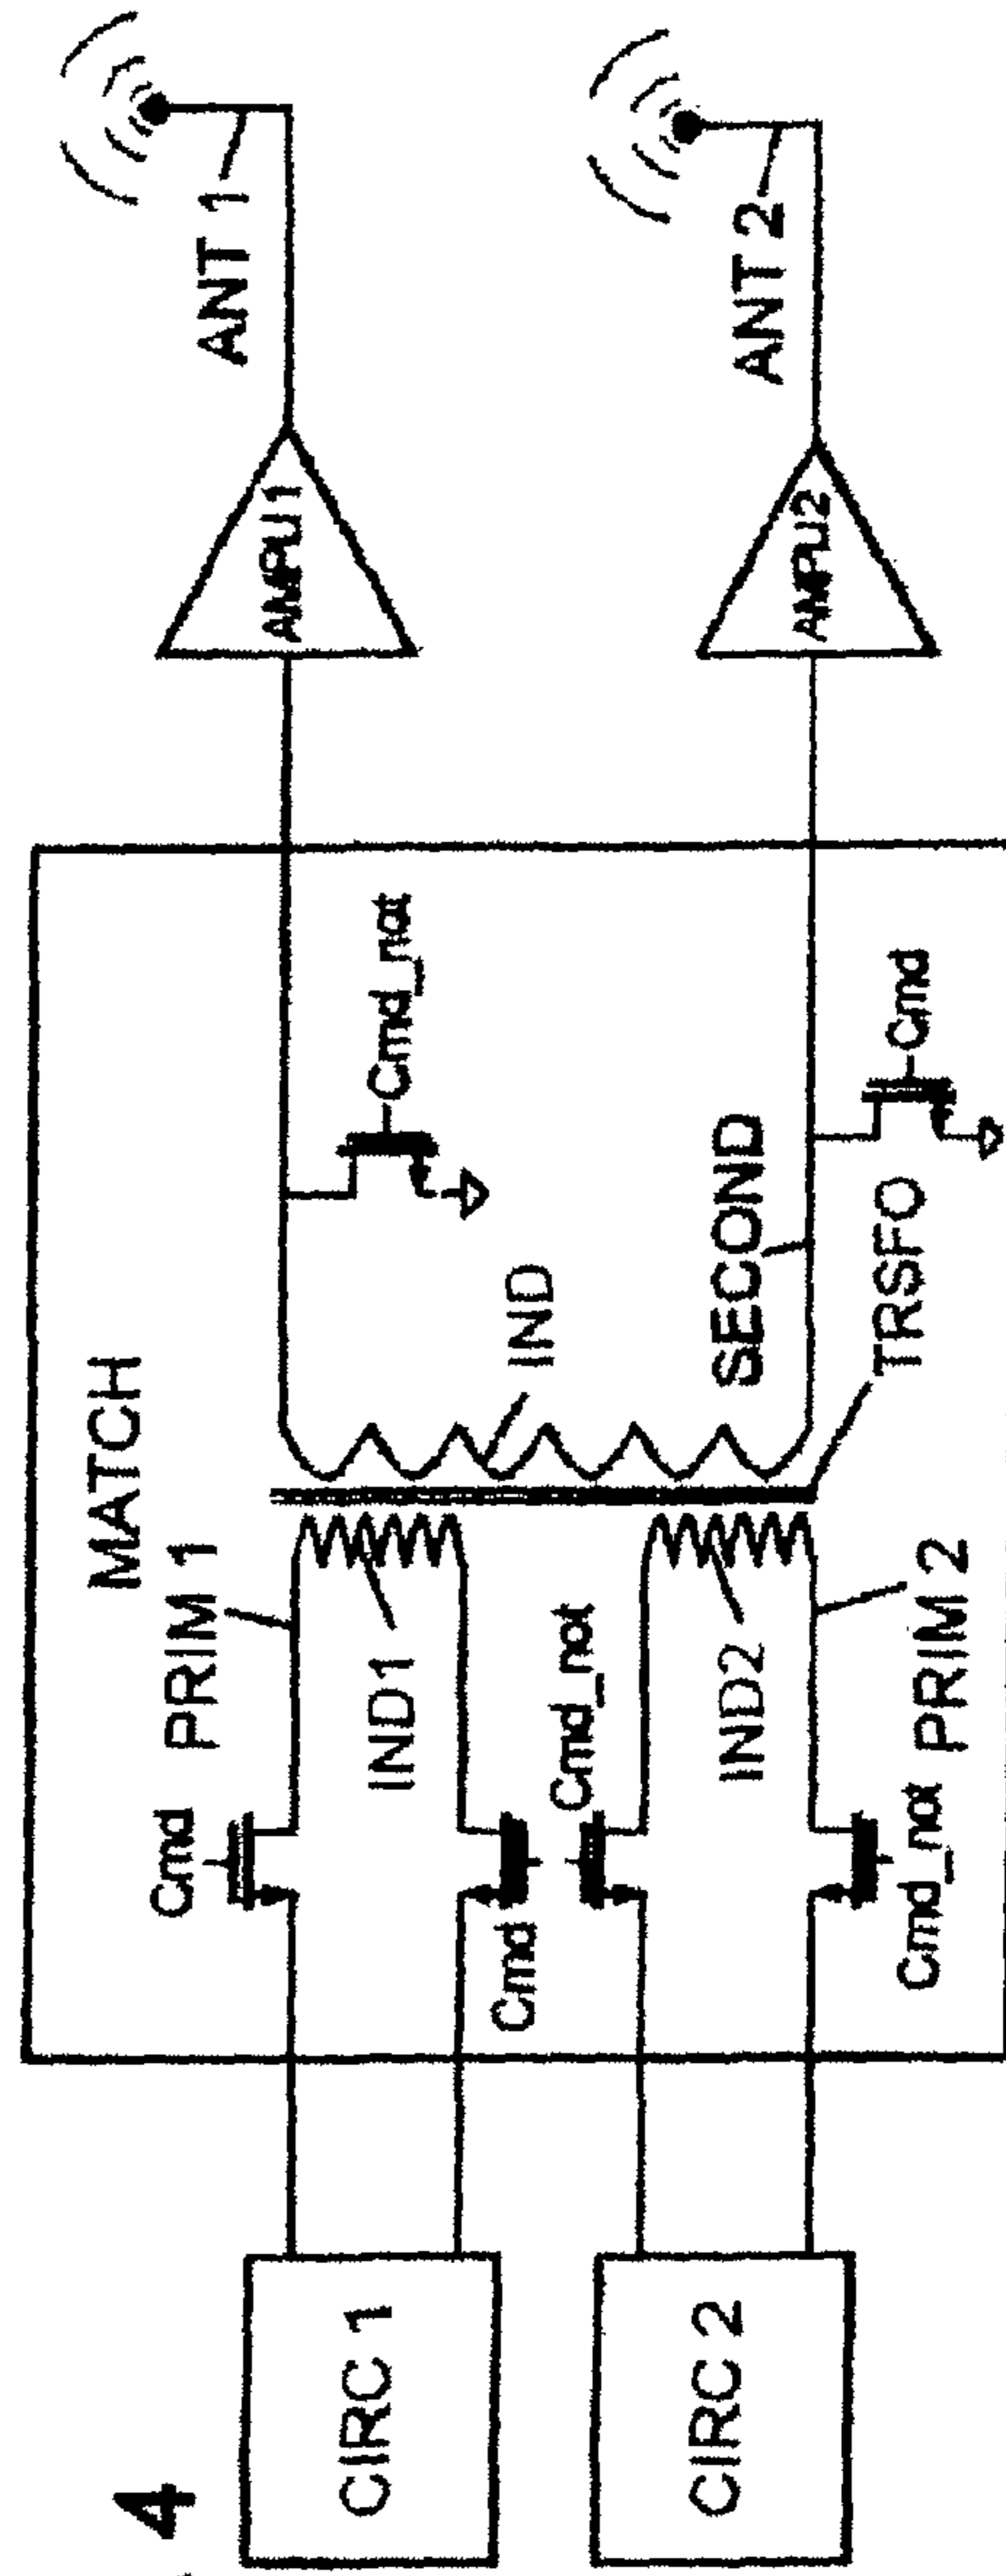 4
CIRC 1
CIRC 2
MATCH
Cmd
PRIM 1
IND1
Cmd
Cmd_not
IND2
Cmd_not
PRIM 2
IND
SECOND
TRSFO
Cmd_not
Cmd
AMPLI1
AMPLI2
ANT 1
ANT 2